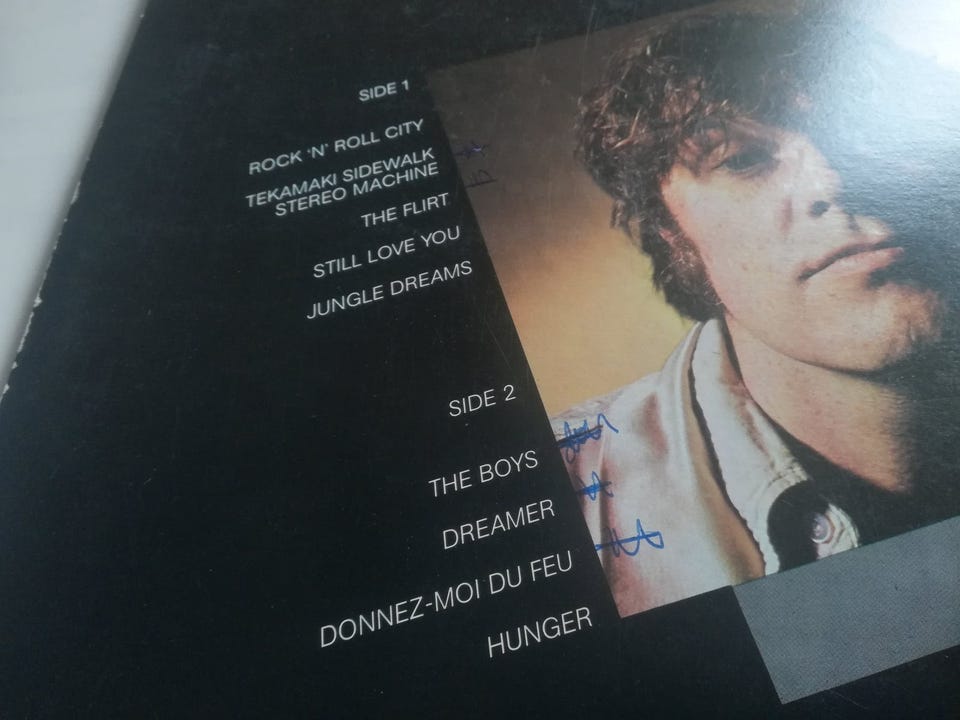 SIDE 1
ROCK 'N' ROLL CITY
TEKAMAKI SIDEWALK
STEREO MACHINE
THE FLIRT
STILL LOVE YOU
JUNGLE DREAMS
SIDE 2
THE BOYS
DREAMER
DONNEZ-MOI DU FEU
HUNGER